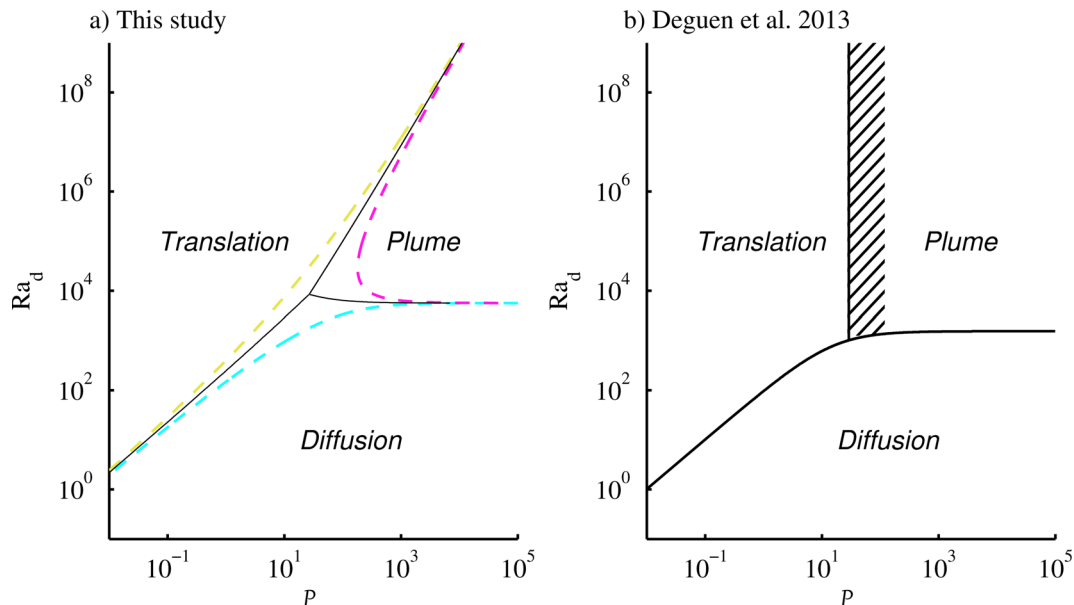 a) This study
10^8
10^6
10^4
10^2
10^0
Ra_d
Translation
Plume
Diffusion
10^-1
10^1
10^3
10^5
P
b) Deguen et al. 2013
10^8
10^6
10^4
10^2
10^0
Ra_d
Translation
Plume
Diffusion
10^-1
10^1
10^3
10^5
P